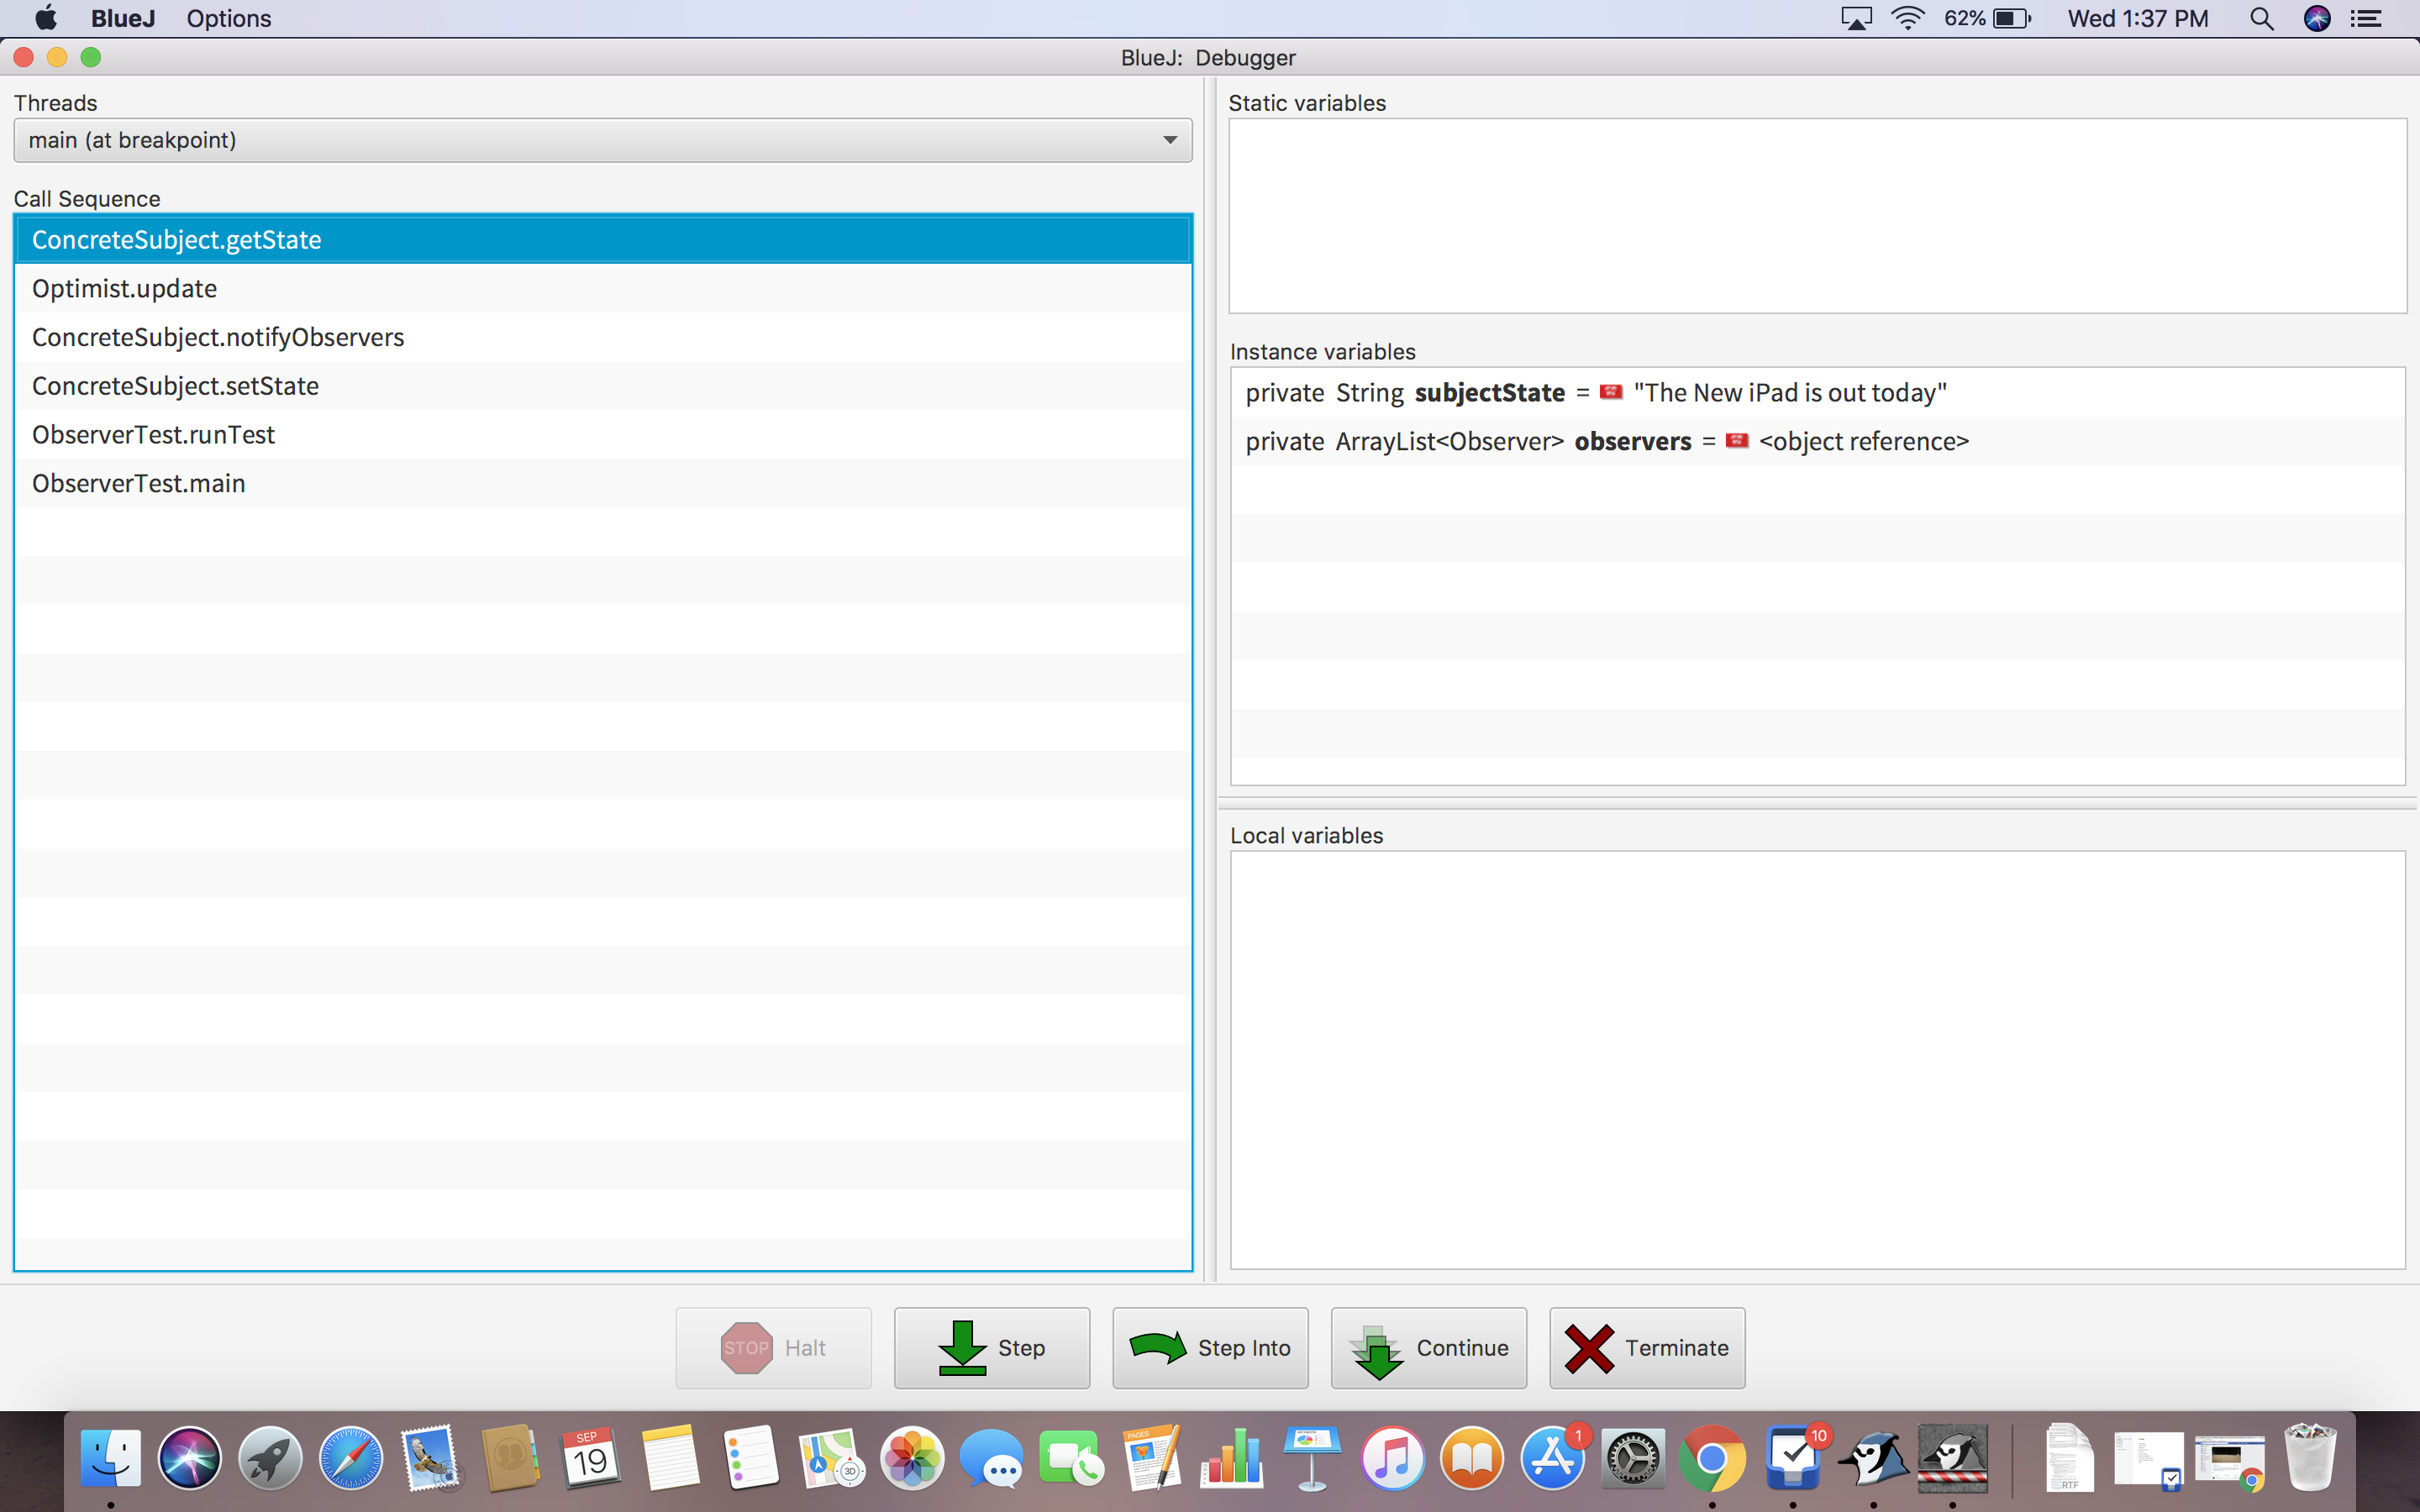 BlueJ Options 62% Wed 1:37 PM
BlueJ: Debugger
Threads
main (at breakpoint)
Call Sequence
ConcreteSubject.getState
Optimist.update
ConcreteSubject.notifyObservers
ConcreteSubject.setState
ObserverTest.runTest
ObserverTest.main
Static variables
Instance variables
private String subjectState = "The New iPad is out today"
private ArrayList<Observer> observers = <object reference>
Local variables
STOP Halt
Step
Step Into
Continue
Terminate
SEP
19
3D
PAGES
1
10
RTF